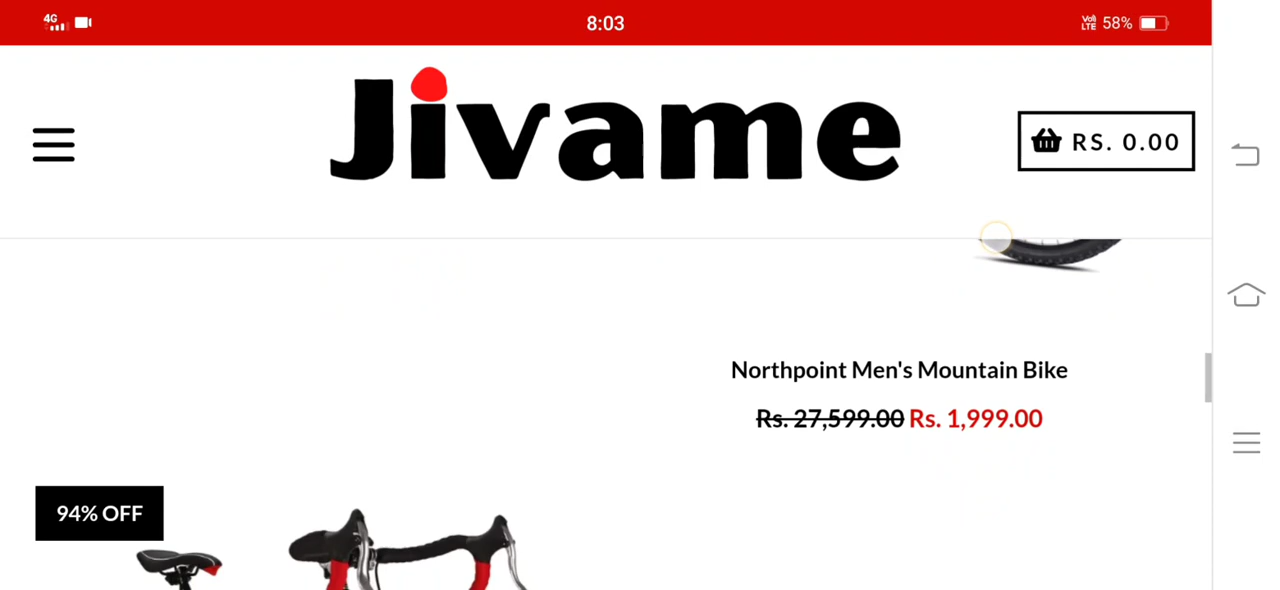 4G 8:03 VoLTE 58%
Jivame
RS. 0.00
Northpoint Men's Mountain Bike
Rs. 27,599.00 Rs. 1,999.00
94% OFF